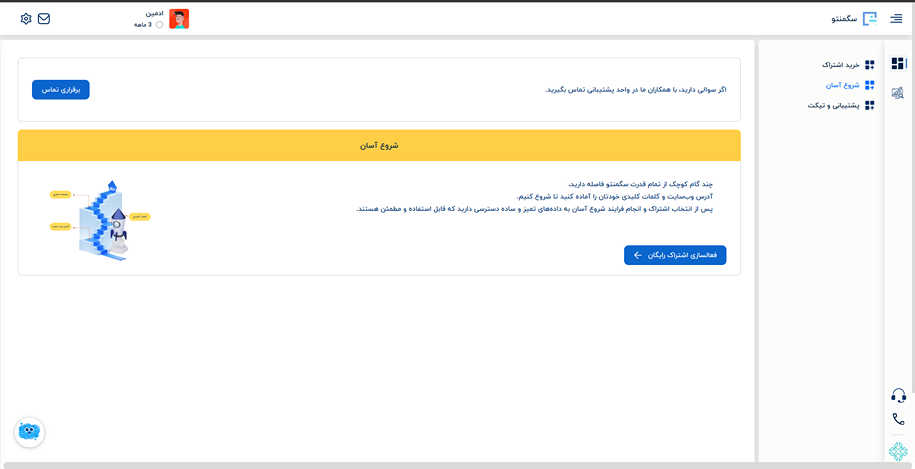 سگمنتو
ادمین
3 ماهه
خرید اشتراک
شروع آسان
پشتیبانی و تیکت
اگر سوالی دارید، با همکاران ما در واحد پشتیبانی تماس بگیرید.
برقراری تماس
شروع آسان
چند گام کوچک از تمام قدرت سگمنتو فاصله دارید،
آدرس وب‌سایت و کلمات کلیدی خودتان را آماده کنید تا شروع کنیم.
پس از انتخاب اشتراک و انجام فرایند شروع آسان به داده‌های تمیز و ساده دسترسی دارید که قابل استفاده و مطمئن هستند.
فعالسازی اشتراک رایگان